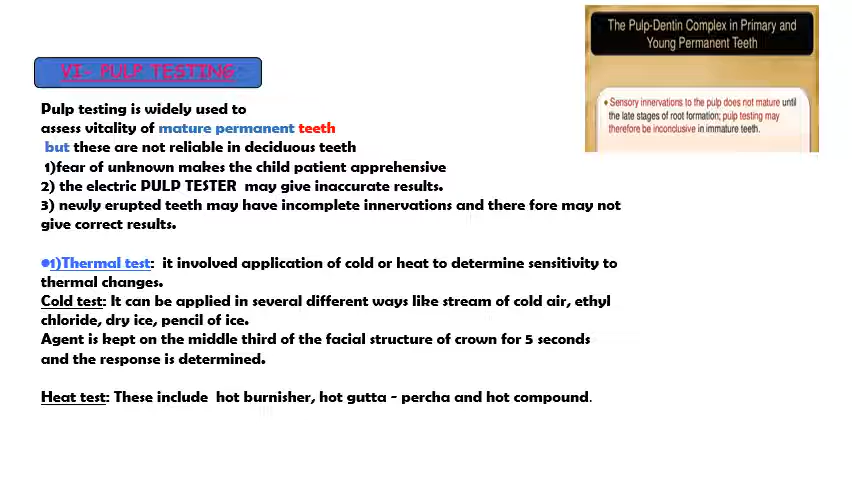 The Pulp-Dentin Complex in Primary and
Young Permanent Teeth
• Sensory innervations to the pulp does not mature until
the late stages of root formation; pulp testing may
therefore be inconclusive in immature teeth.
VI- PULP TESTING
Pulp testing is widely used to
assess vitality of mature permanent teeth
but these are not reliable in deciduous teeth
1)fear of unknown makes the child patient apprehensive
2) the electric PULP TESTER may give inaccurate results.
3) newly erupted teeth may have incomplete innervations and there fore may not
give correct results.
•1)Thermal test: it involved application of cold or heat to determine sensitivity to
thermal changes.
Cold test: It can be applied in several different ways like stream of cold air, ethyl
chloride, dry ice, pencil of ice.
Agent is kept on the middle third of the facial structure of crown for 5 seconds
and the response is determined.
Heat test: These include hot burnisher, hot gutta - percha and hot compound.